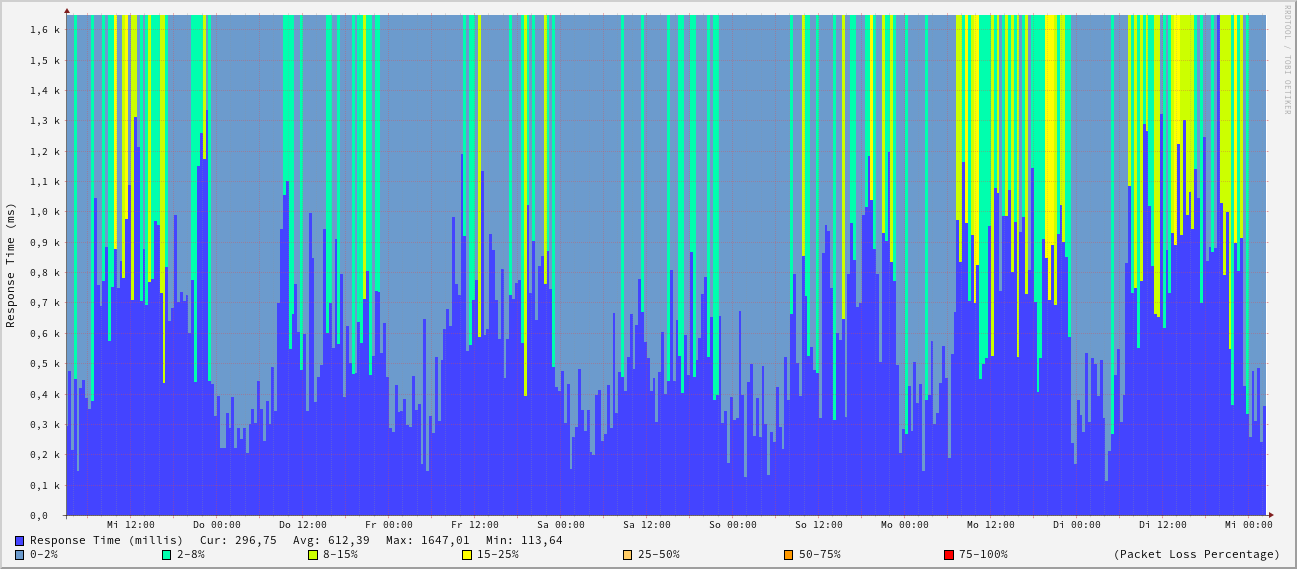 RRDTOOL / TOBI OETIKER
Response Time (ms)
1,6 k
1,5 k
1,4 k
1,3 k
1,2 k
1,1 k
1,0 k
0,9 k
0,8 k
0,7 k
0,6 k
0,5 k
0,4 k
0,3 k
0,2 k
0,1 k
0,0
Mi 12:00 Do 00:00 Do 12:00 Fr 00:00 Fr 12:00 Sa 00:00 Sa 12:00 So 00:00 So 12:00 Mo 00:00 Mo 12:00 Di 00:00 Di 12:00 Mi 00:00
Response Time (millis) Cur: 296,75 Avg: 612,39 Max: 1647,01 Min: 113,64
0-2% 2-8% 8-15% 15-25% 25-50% 50-75% 75-100% (Packet Loss Percentage)